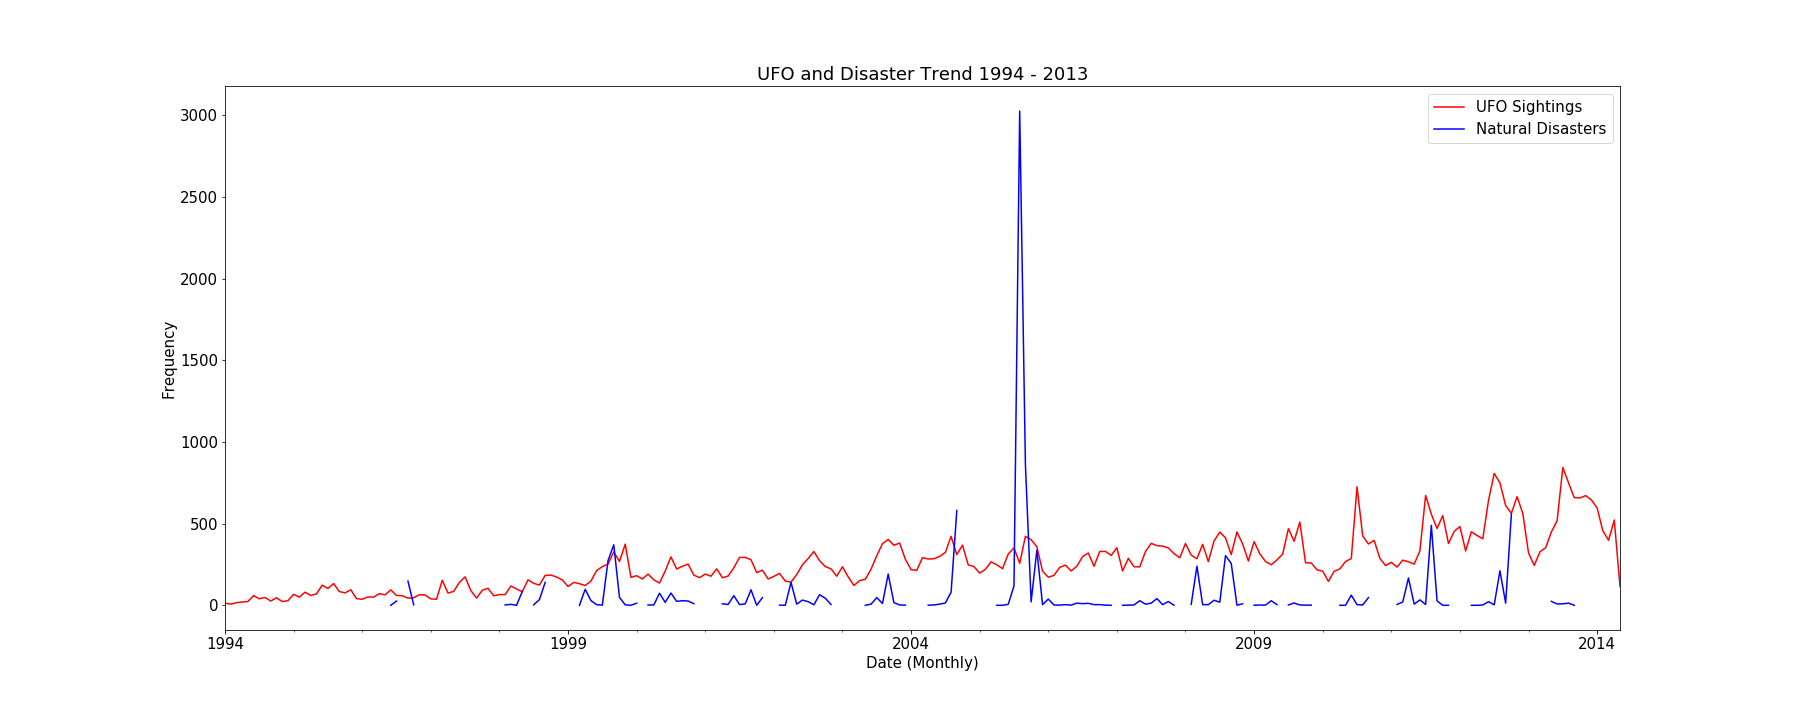 UFO and Disaster Trend 1994 - 2013
UFO Sightings
Natural Disasters
3000
2500
2000
1500
1000
500
0
Frequency
1994
1999
2004
2009
2014
Date (Monthly)